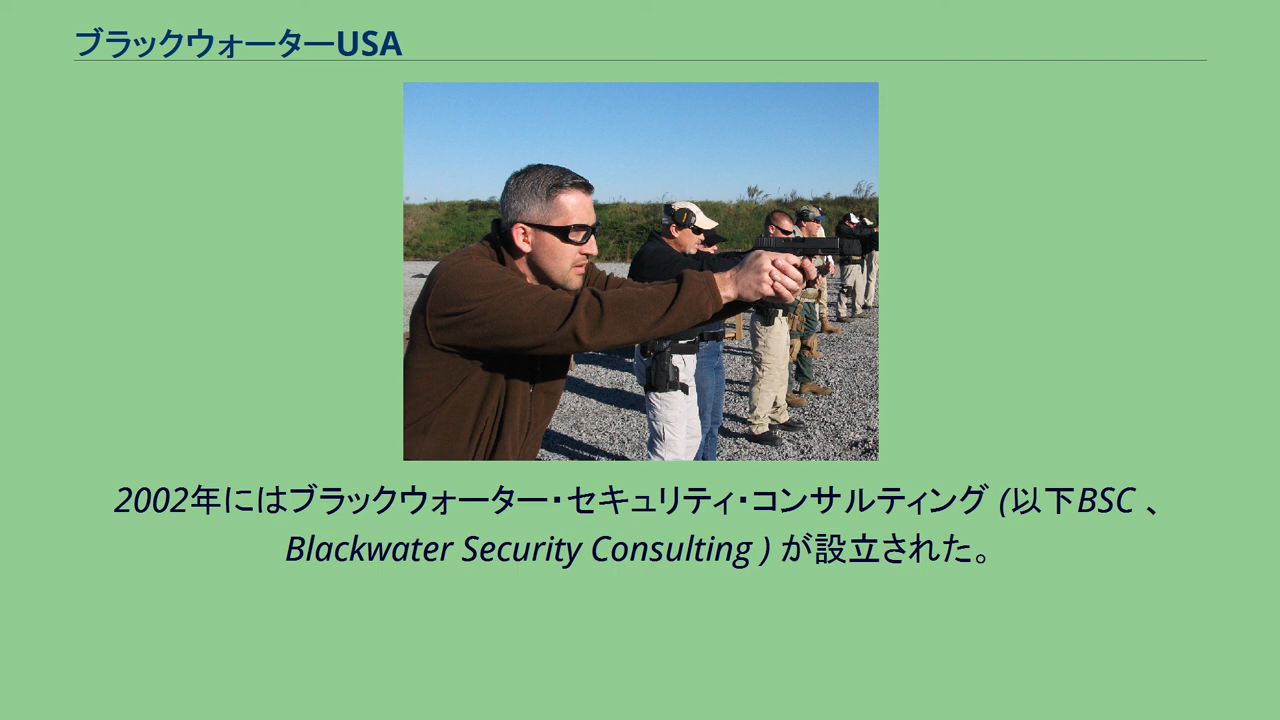 ブラックウォーターUSA
2002年にはブラックウォーター・セキュリティ・コンサルティング (以下BSC 、
Blackwater Security Consulting ) が設立された。